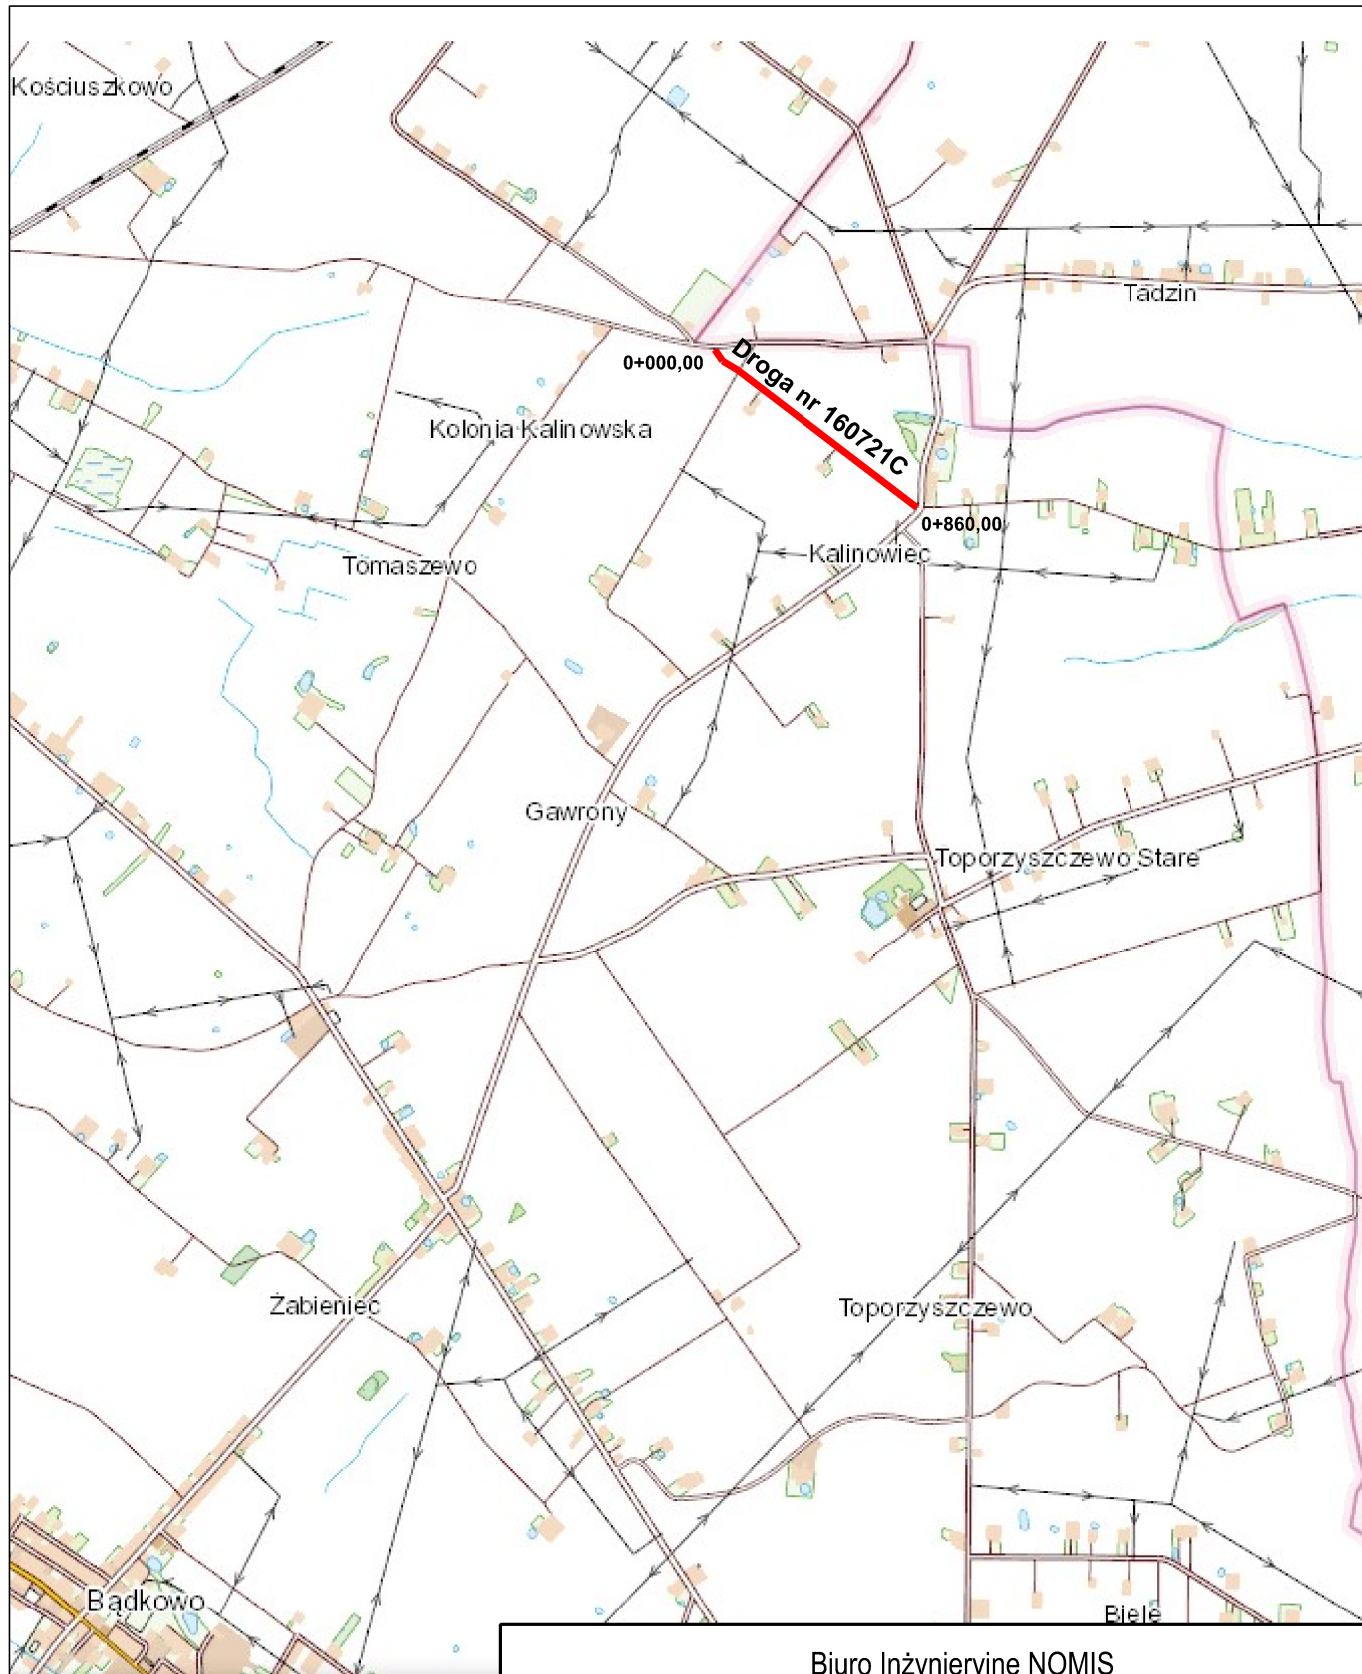 Kościuszkowo
Tadzin
0+000,00
Droga nr 160721C
Kolonia Kalinowska
0+860,00
Kalinowiec
Tomaszewo
Gawrony
Toporzyszczewo Stare
Żabieniec
Toporzyszczewo
Bądkowo
Biele
Biuro Inżynieryjne NOMIS